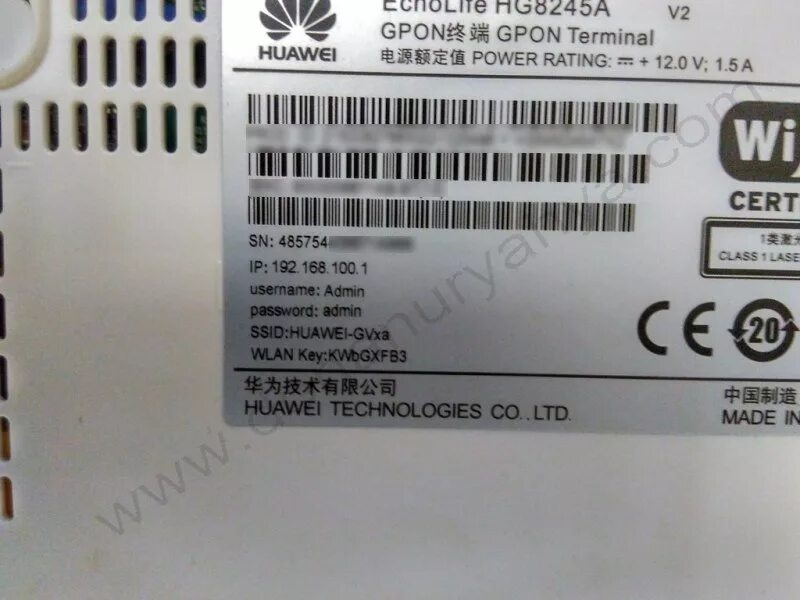 EchoLife HG8245A V2
HUAWEI
GPON终端 GPON Terminal
电源额定值 POWER RATING: ⎓ + 12.0 V; 1.5 A
Wi
CERT
SN: 485754
1类激光
CLASS 1 LASE
IP: 192.168.100.1
username: Admin
password: admin
SSID:HUAWEI-GVxa
WLAN Key:KWbGXFB3
CE
20
华为技术有限公司
HUAWEI TECHNOLOGIES CO.,LTD.
中国制造
MADE IN